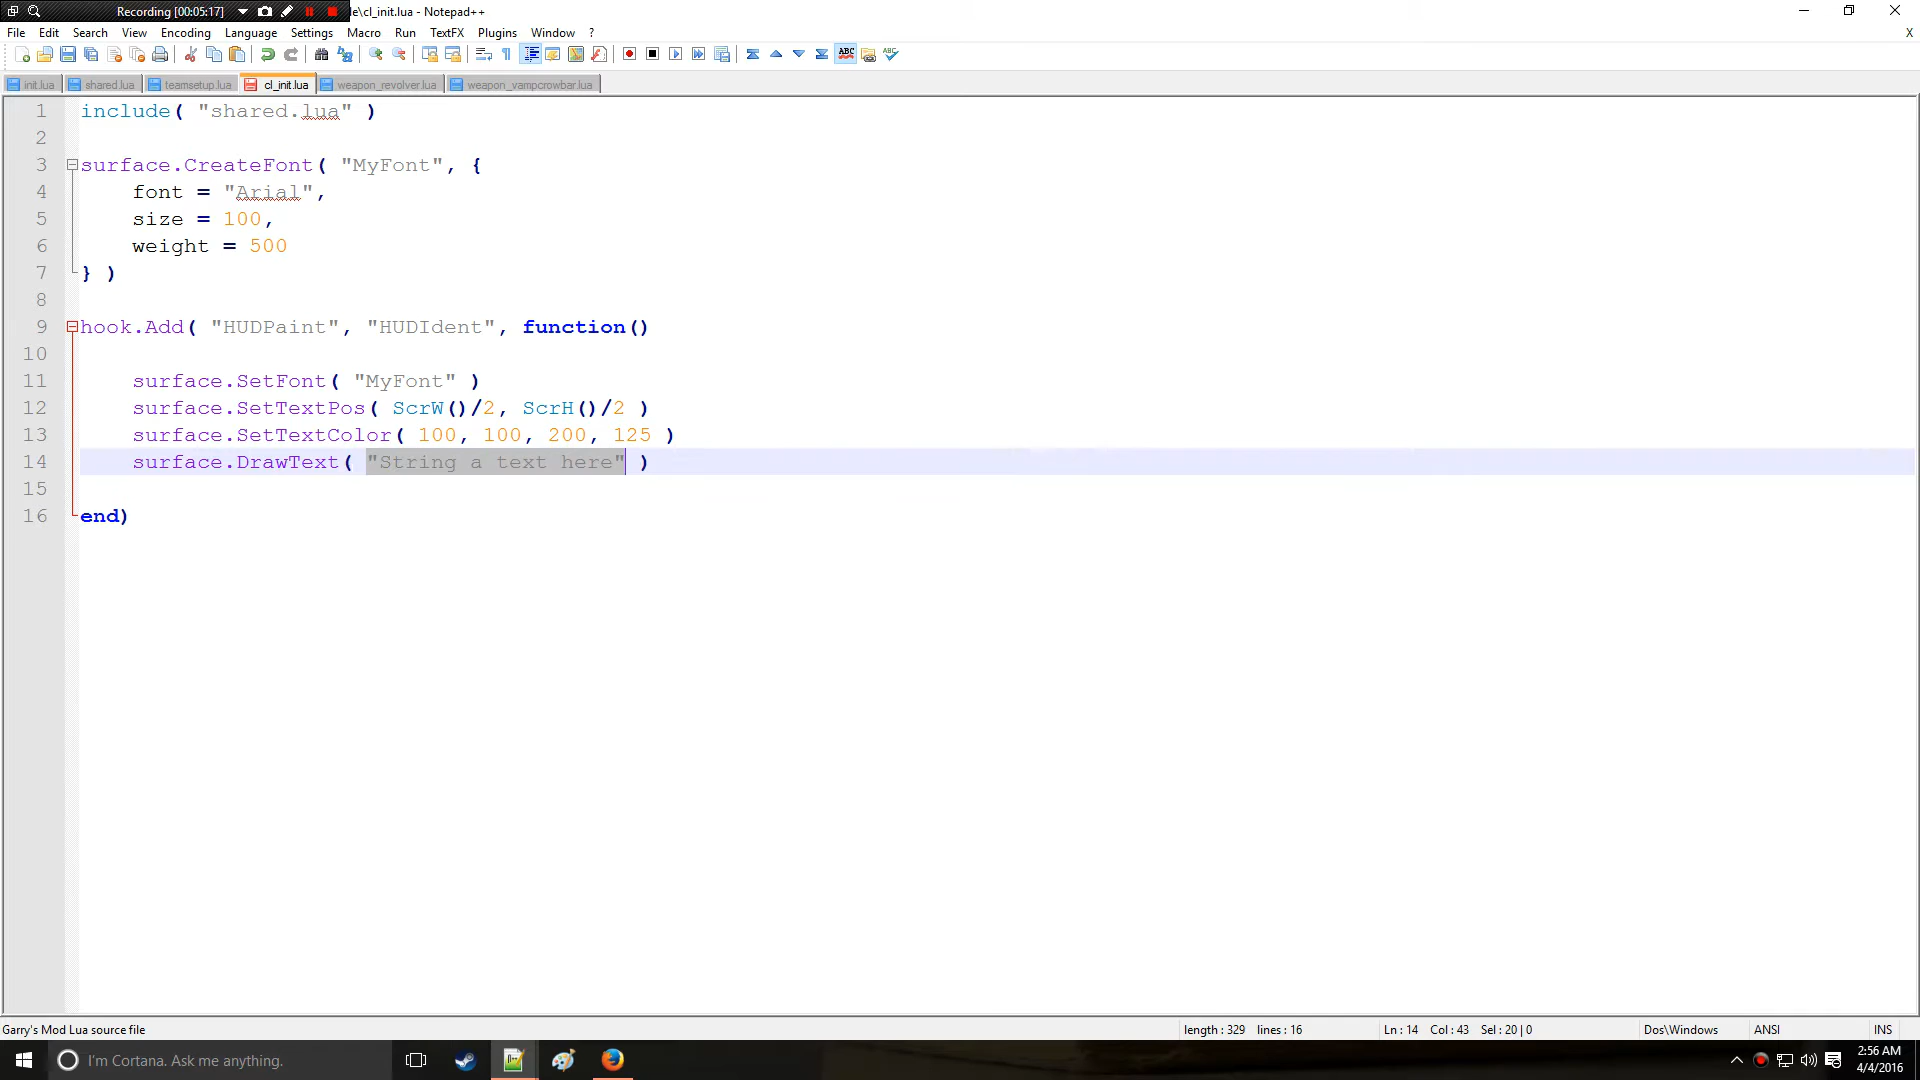 Recording [00:05:17] le\cl_init.lua - Notepad++
File Edit Search View Encoding Language Settings Macro Run TextFX Plugins Window ? X
init.lua shared.lua teamsetup.lua cl_init.lua weapon_revolver.lua weapon_vampcrowbar.lua
1 include( "shared.lua" )
2
3 surface.CreateFont( "MyFont", {
4 font = "Arial",
5 size = 100,
6 weight = 500
7 } )
8
9 hook.Add( "HUDPaint", "HUDIdent", function()
10
11 surface.SetFont( "MyFont" )
12 surface.SetTextPos( ScrW()/2, ScrH()/2 )
13 surface.SetTextColor( 100, 100, 200, 125 )
14 surface.DrawText( "String a text here" )
15
16 end)
Garry's Mod Lua source file length : 329 lines : 16 Ln : 14 Col : 43 Sel : 20 | 0 Dos\Windows ANSI INS
I'm Cortana. Ask me anything. 2:56 AM
4/4/2016